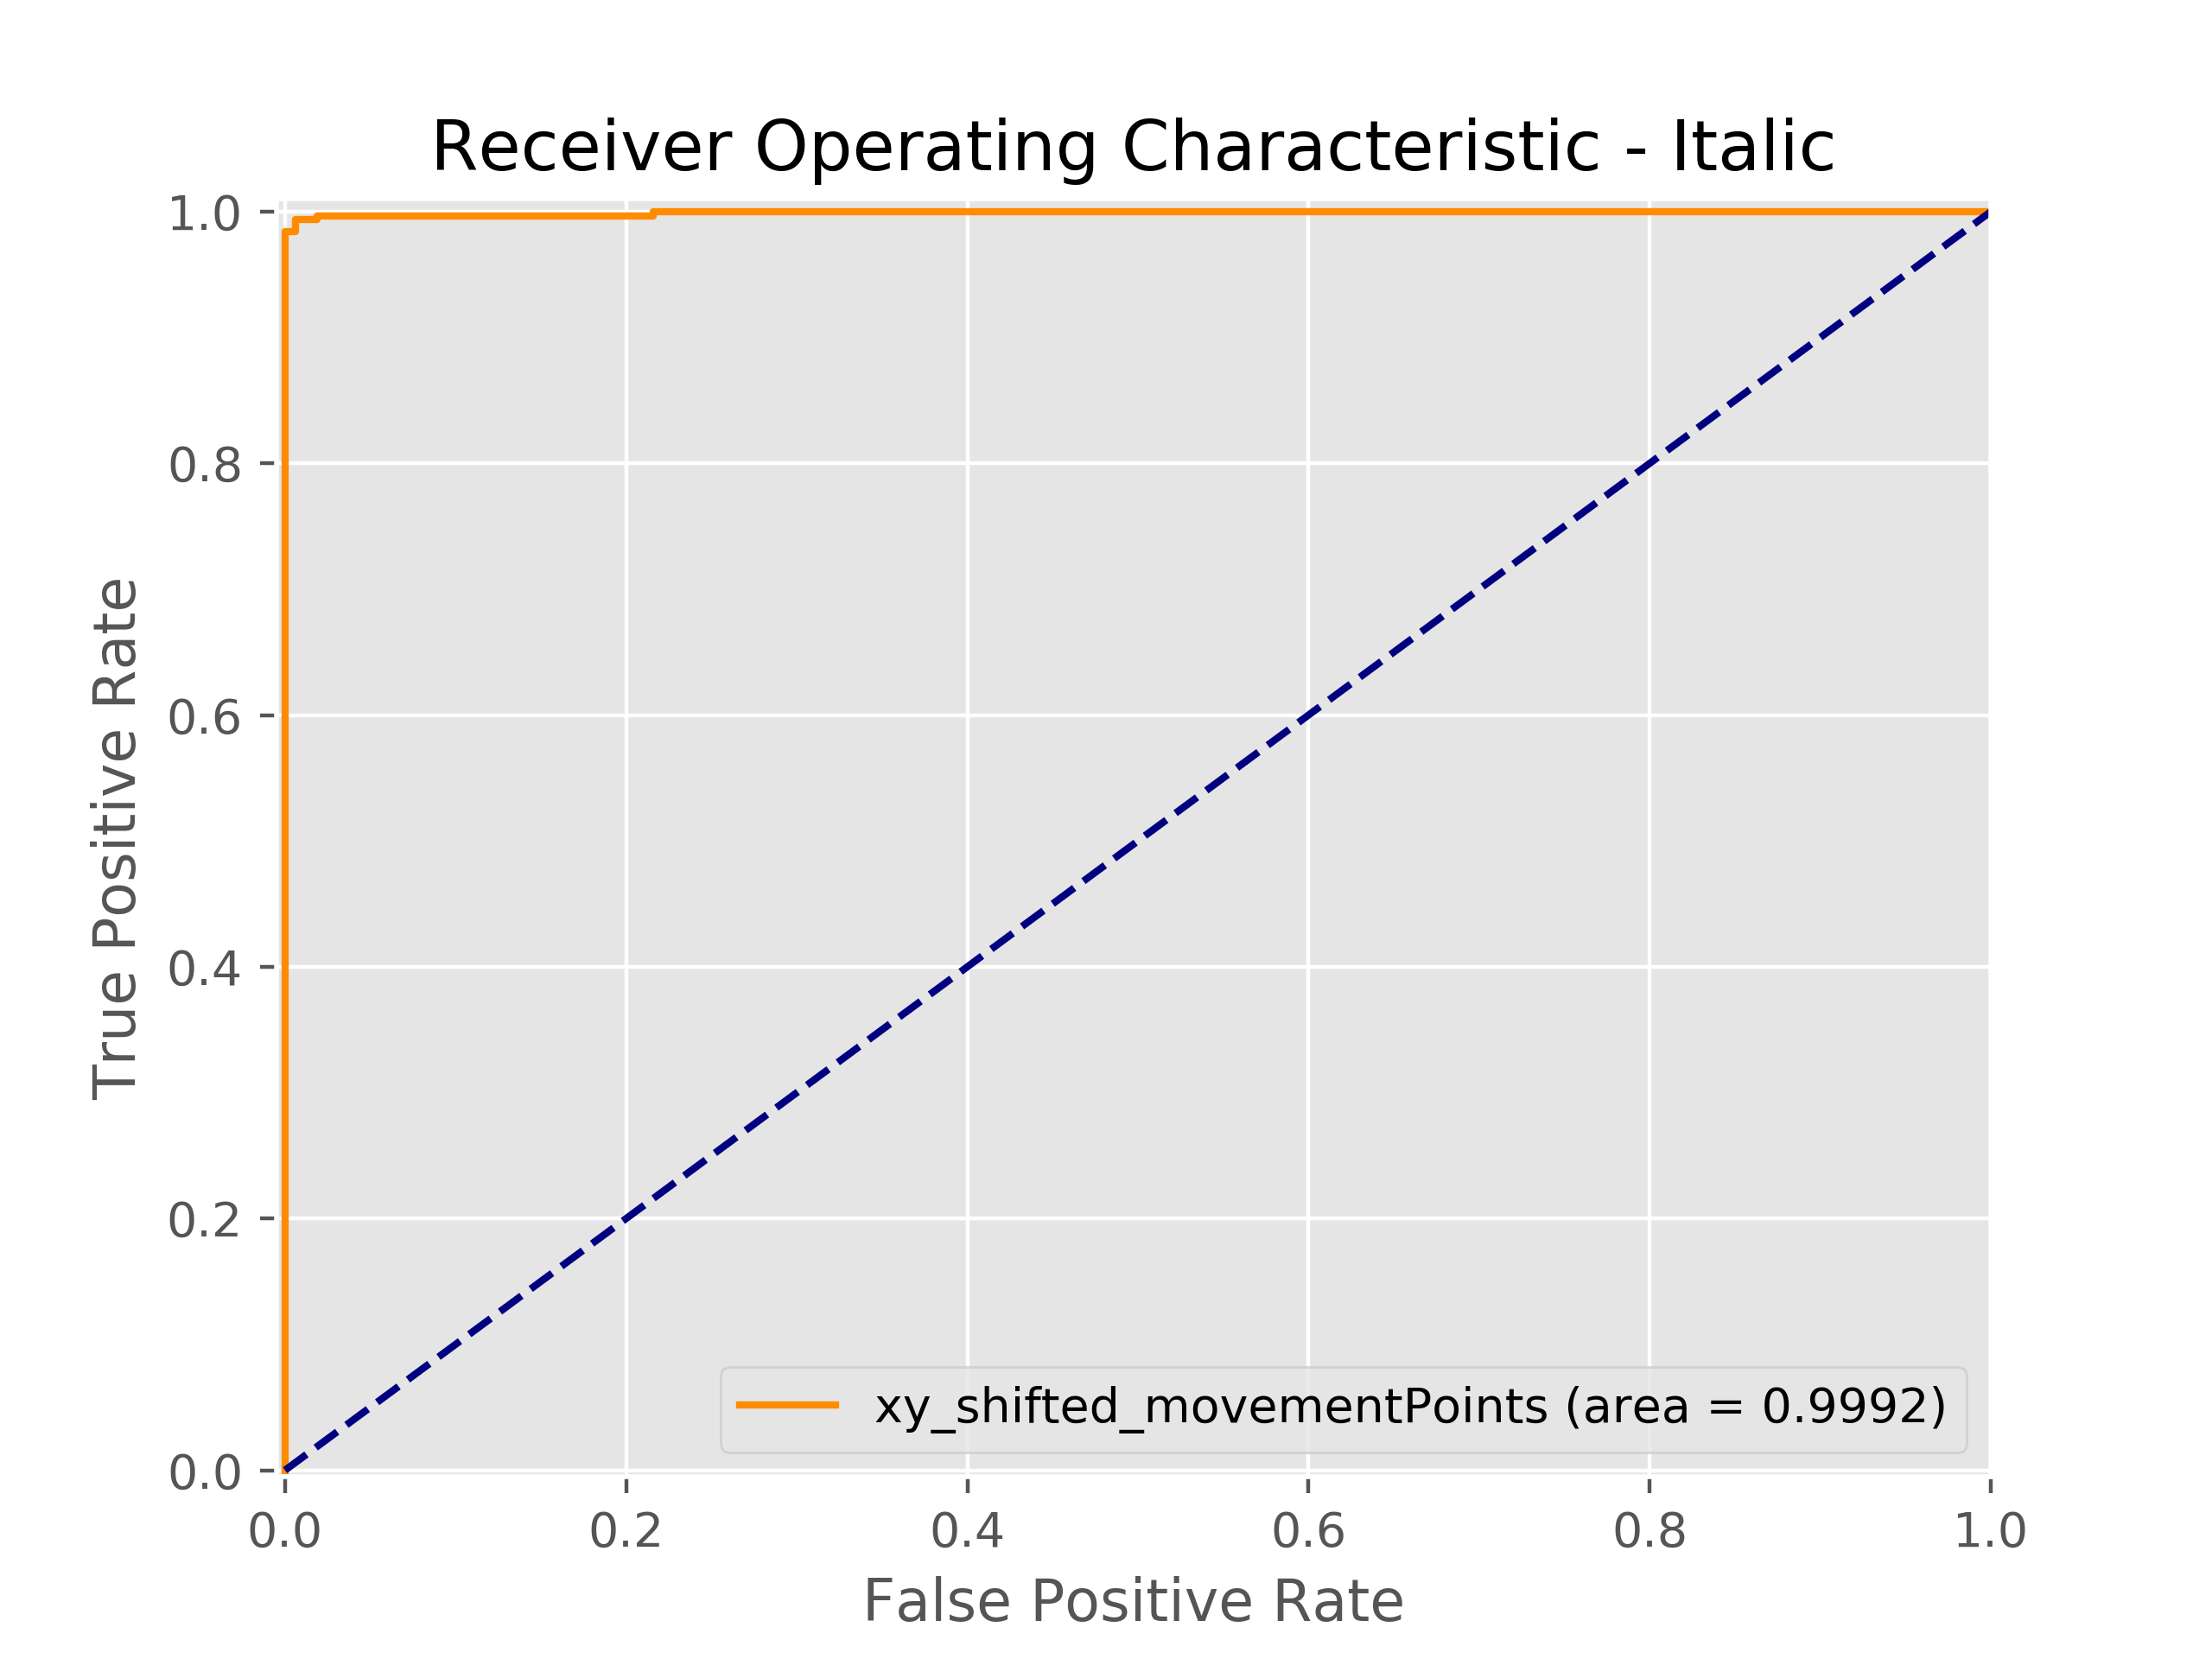 Receiver Operating Characteristic - Italic
1.0
0.8
0.6
0.4
0.2
0.0
True Positive Rate
xy_shifted_movementPoints (area = 0.9992)
0.0 0.2 0.4 0.6 0.8 1.0
False Positive Rate